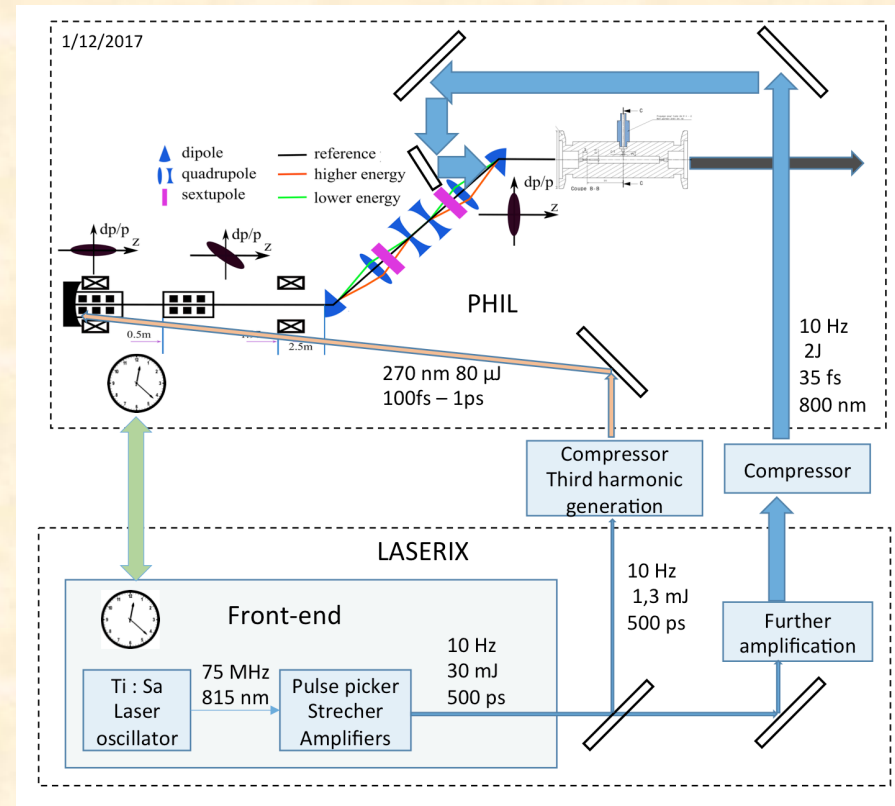 1/12/2017
dipole
quadrupole
sextupole
reference
higher energy
lower energy
dp/p
dp/p
z
dp/p
z
Coupe B-B
C
C
PHIL
0.5m
2.5m
270 nm 80 µJ
100fs – 1ps
10 Hz
2J
35 fs
800 nm
Compressor
Third harmonic
generation
Compressor
LASERIX
Front-end
10 Hz
1,3 mJ
500 ps
Further
amplification
Ti : Sa
Laser
oscillator
75 MHz
815 nm
Pulse picker
Strecher
Amplifiers
10 Hz
30 mJ
500 ps